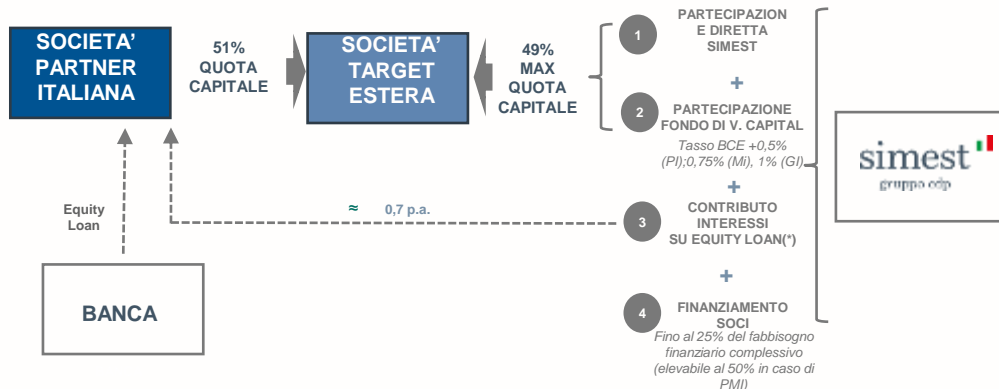 SOCIETA’
PARTNER
ITALIANA
51%
QUOTA
CAPITALE
SOCIETA’
TARGET
ESTERA
49%
MAX
QUOTA
CAPITALE
1
PARTECIPAZION
E DIRETTA
SIMEST
+
2
PARTECIPAZIONE
FONDO DI V. CAPITAL
Tasso BCE +0,5%
(PI);0,75% (Mi), 1% (GI)
+
≈ 0,7 p.a.
3
CONTRIBUTO
INTERESSI
SU EQUITY LOAN(*)
+
4
FINANZIAMENTO
SOCI
Fino al 25% del fabbisogno
finanziario complessivo
(elevabile al 50% in caso di
PMI)
simest
gruppo cdp
Equity
Loan
BANCA